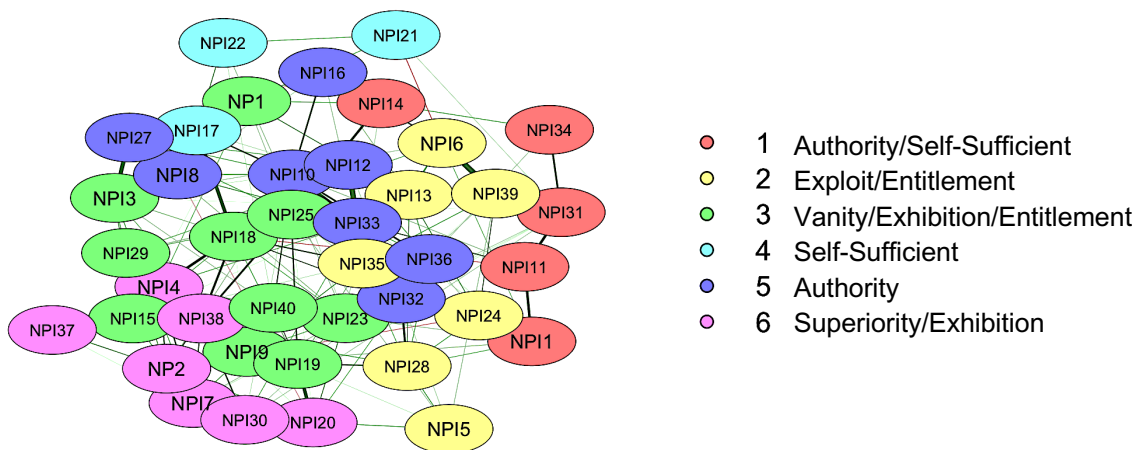 NPI21
NPI22
NPI16
NP1
NPI14
NPI34
NPI17
NPI27
NPI6
NPI12
NPI8
NPI10
NPI13
NPI39
NPI3
NPI31
NPI25
NPI33
NPI18
NPI29
NPI36
NPI35
NPI11
NPI4
NPI32
NPI40
NPI24
NPI15
NPI38
NPI23
NPI37
NPI1
NPI9
NPI19
NPI28
NP2
NPI7
NPI30
NPI20
NPI5
1 Authority/Self-Sufficient
2 Exploit/Entitlement
3 Vanity/Exhibition/Entitlement
4 Self-Sufficient
5 Authority
6 Superiority/Exhibition